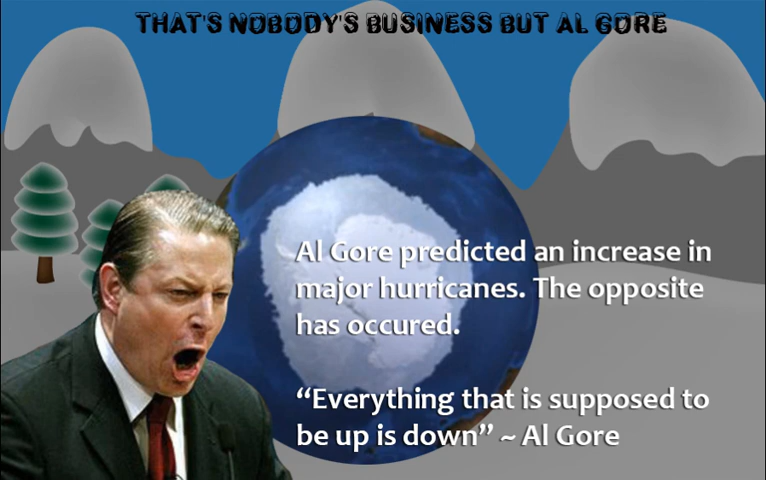 THAT'S NOBODY'S BUSINESS BUT AL GORE
Al Gore predicted an increase in
major hurricanes. The opposite
has occured.
“Everything that is supposed to
be up is down” ~ Al Gore